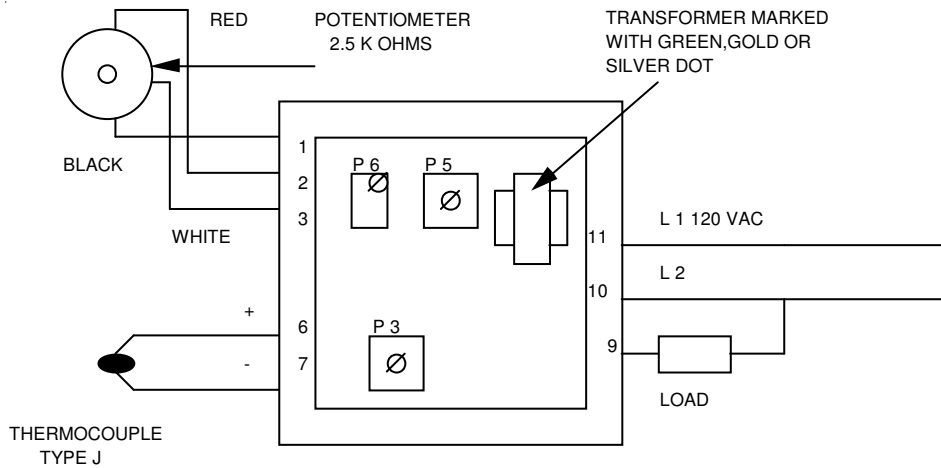 RED
POTENTIOMETER
2.5 K OHMS
TRANSFORMER MARKED
WITH GREEN,GOLD OR
SILVER DOT
BLACK
WHITE
1
2
3
P 6
P 5
11
L 1 120 VAC
L 2
10
+
6
-
7
P 3
9
LOAD
THERMOCOUPLE
TYPE J